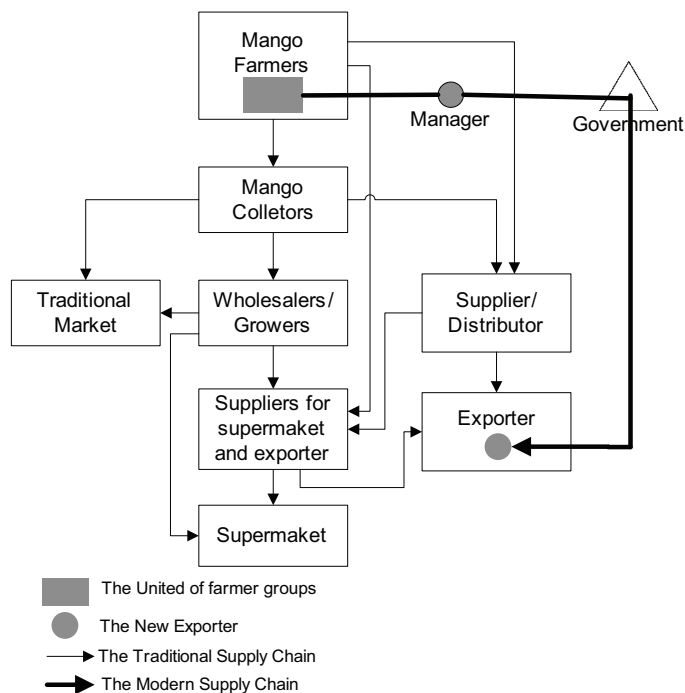 Mango
Farmers
Manager
Government
Mango
Colletors
Traditional
Market
Wholesalers/
Growers
Supplier/
Distributor
Suppliers for
supermaket
and exporter
Exporter
Supermaket
The United of farmer groups
The New Exporter
The Traditional Supply Chain
The Modern Supply Chain